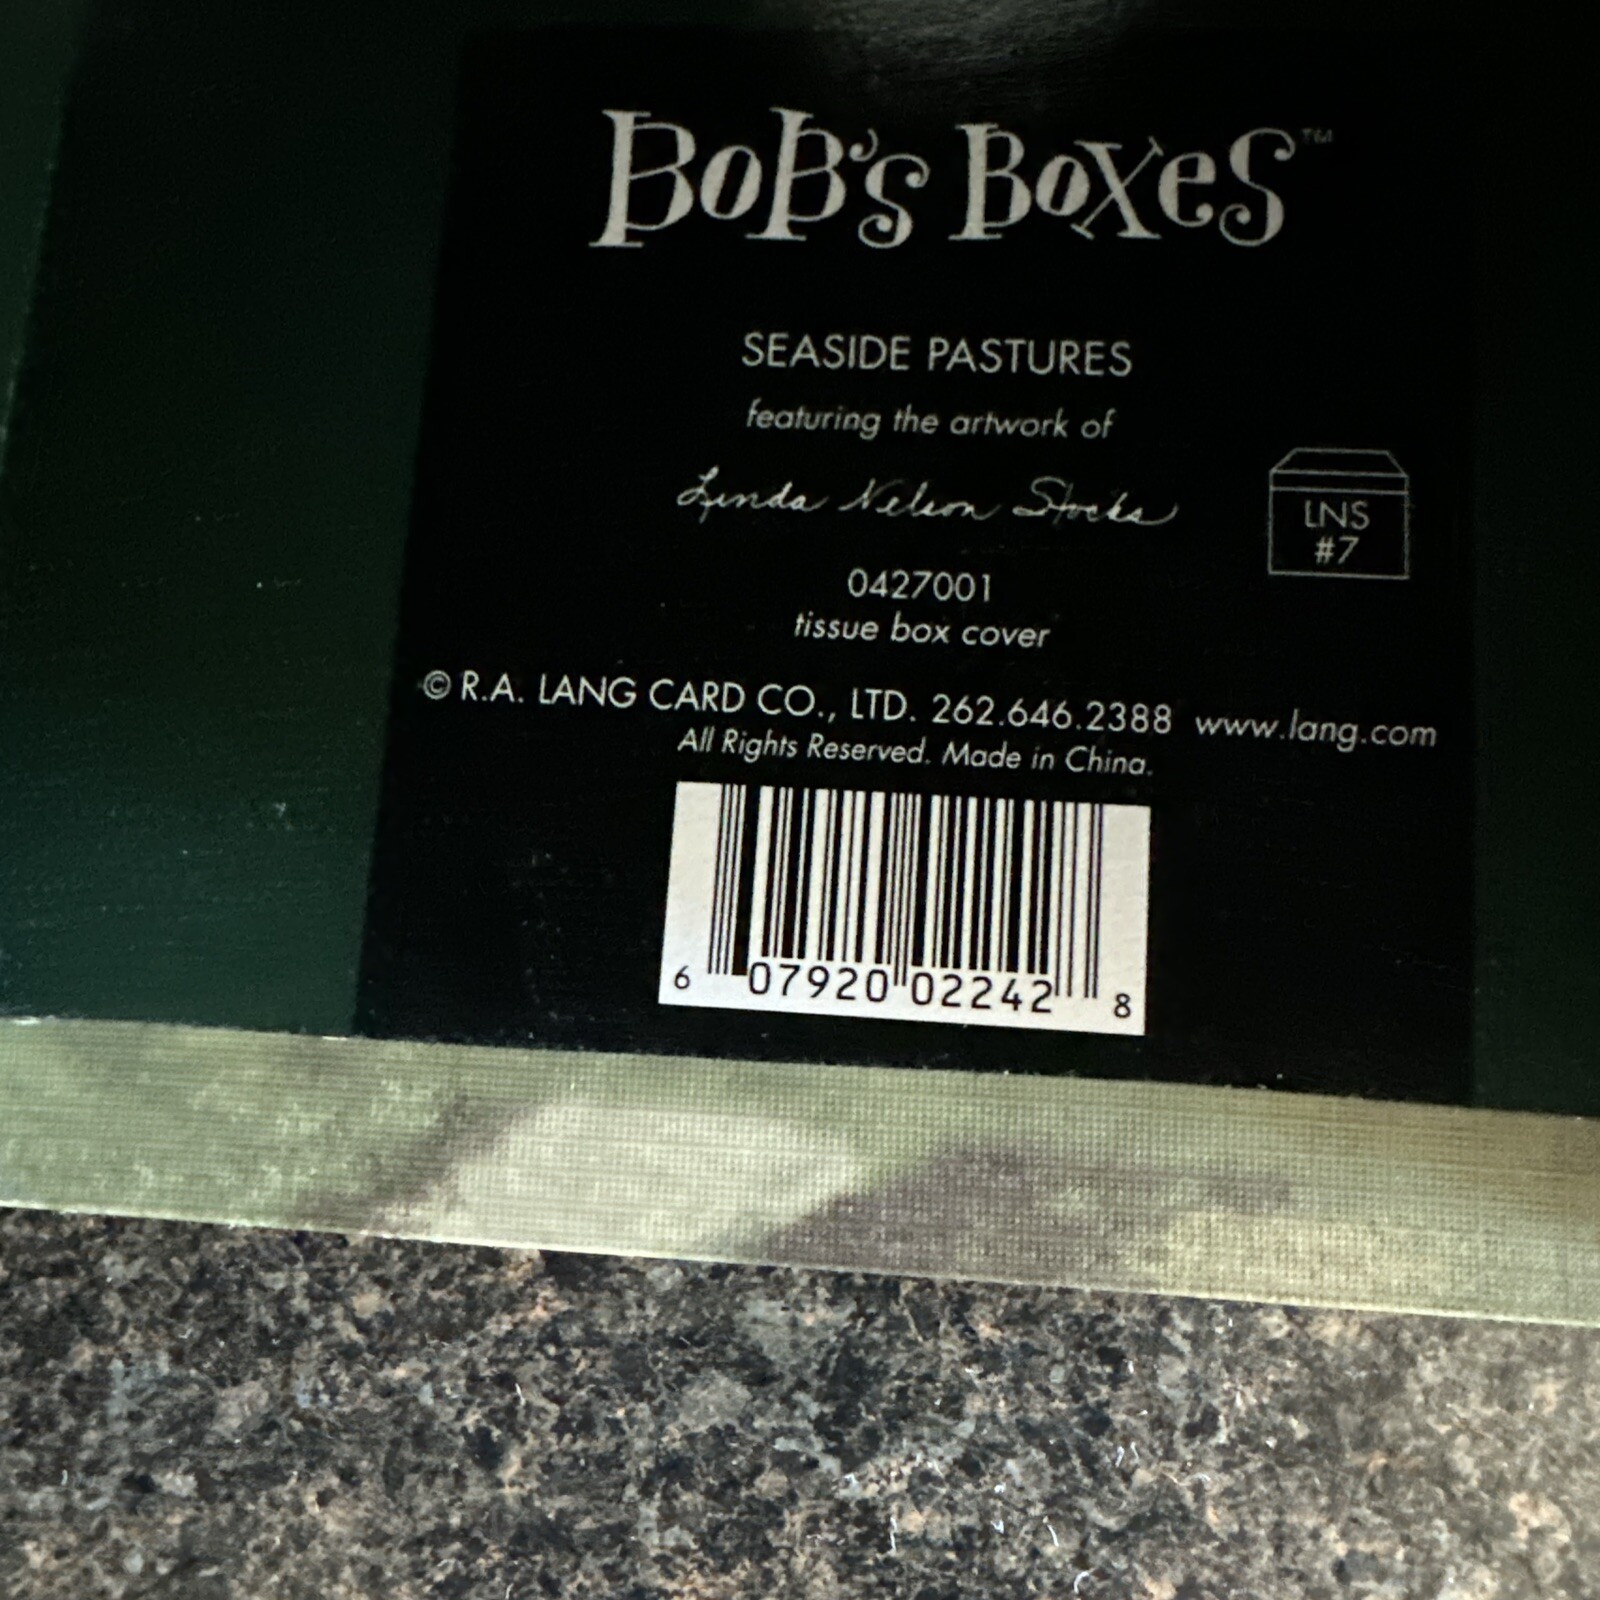 BOB'S BOXES™
SEASIDE PASTURES
featuring the artwork of
Linda Nelson Stocks
LNS
#7
0427001
tissue box cover
© R.A. LANG CARD CO., LTD. 262.646.2388 www.lang.com
All Rights Reserved. Made in China.
6 07920 02242 8